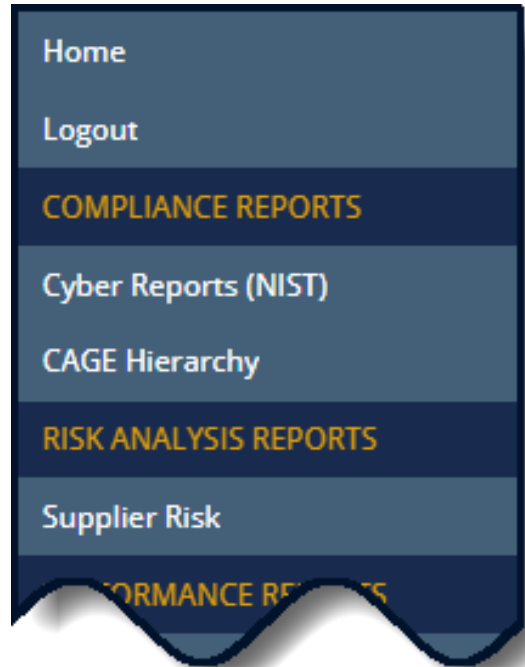 Home
Logout
COMPLIANCE REPORTS
Cyber Reports (NIST)
CAGE Hierarchy
RISK ANALYSIS REPORTS
Supplier Risk